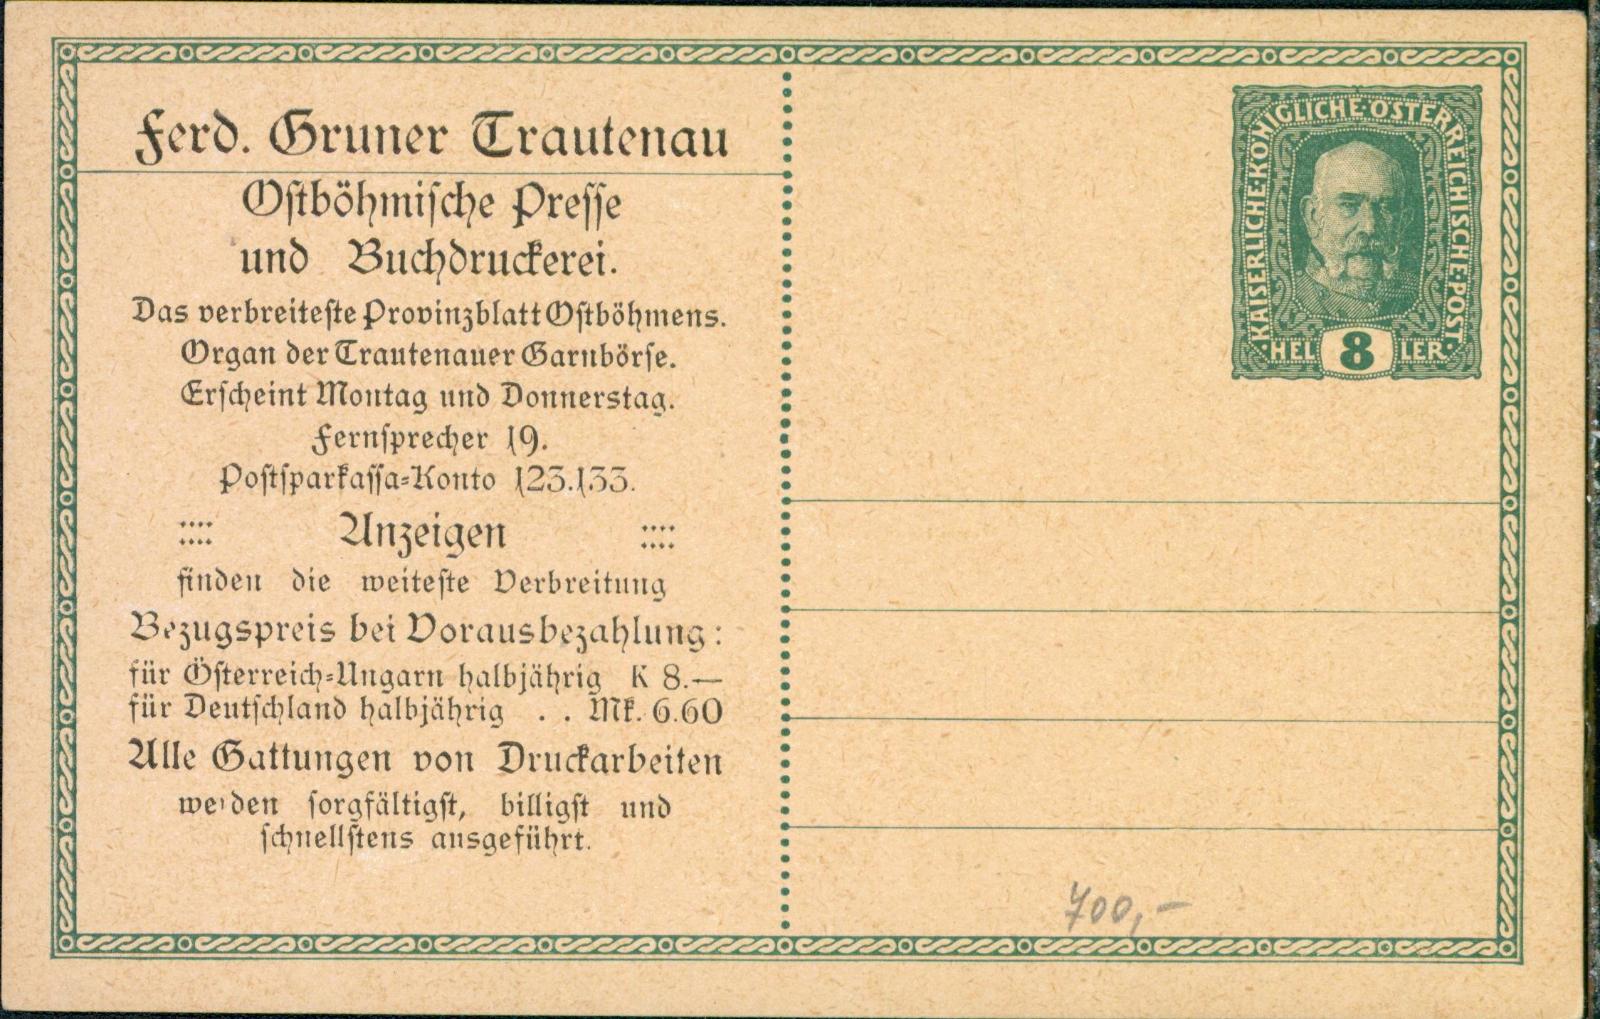 Ferd. Gruner Trautenau
Ostböhmische Presse
und Buchdruckerei.
Das verbreiteste Provinzblatt Ostböhmens.
Organ der Trautenauer Garnbörse.
Erscheint Montag und Donnerstag.
Fernsprecher 19.
Postsparkassa-Konto 123.133.
:::: Anzeigen ::::
finden die weiteste Verbreitung
Bezugspreis bei Vorausbezahlung:
für Österreich-Ungarn halbjährig K 8.—
für Deutschland halbjährig . . Mk. 6.60
Alle Gattungen von Druckarbeiten
werden sorgfältigst, billigst und
schnellstens ausgeführt.
KAISERLICHE·KÖNIGLICHE·ÖSTERREICHISCHE·POST·
·HEL 8 LER·
700,–